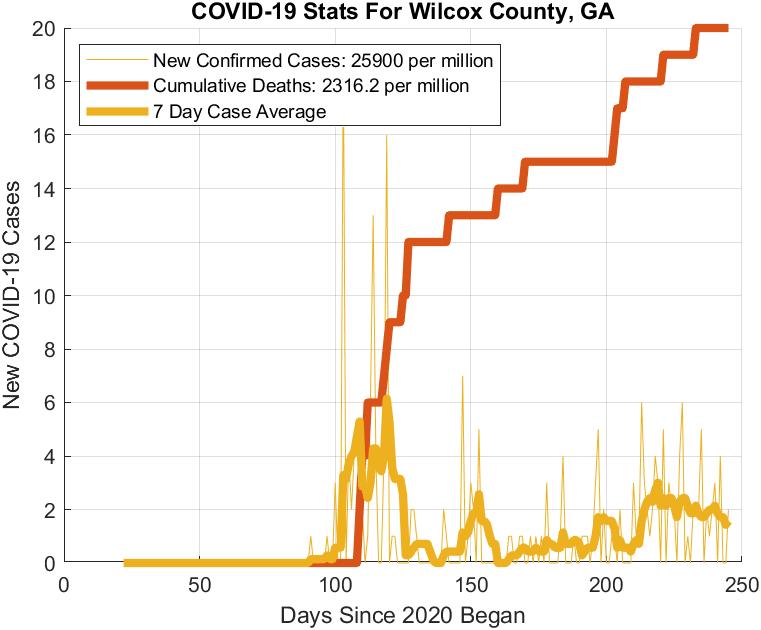 COVID-19 Stats For Wilcox County, GA
New Confirmed Cases: 25900 per million
Cumulative Deaths: 2316.2 per million
7 Day Case Average
New COVID-19 Cases
20
18
16
14
12
10
8
6
4
2
0
0 50 100 150 200 250
Days Since 2020 Began